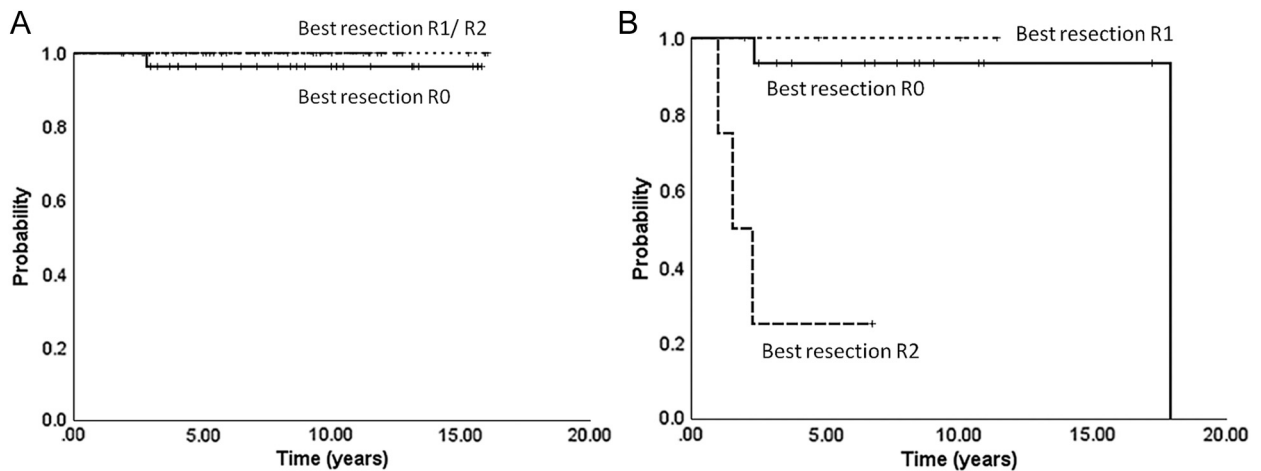 A
Best resection R1/ R2
1.0
Best resection R0
0.8
0.6
0.4
0.2
0.0
Probability
.00 5.00 10.00 15.00 20.00
Time (years)
B
Best resection R1
1.0
Best resection R0
0.8
0.6
0.4
Best resection R2
0.2
0.0
Probability
.00 5.00 10.00 15.00 20.00
Time (years)